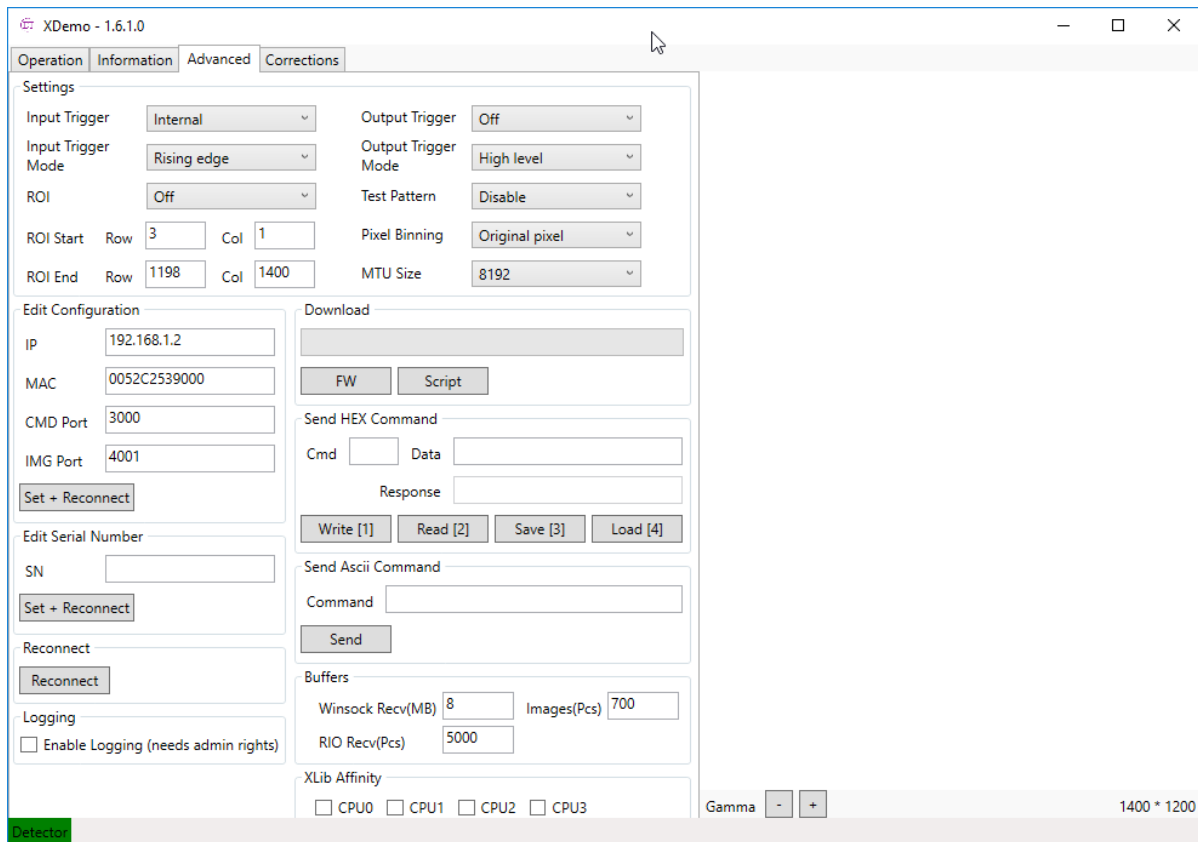 XDemo - 1.6.1.0
Operation Information Advanced Corrections
Settings
Input Trigger Internal Output Trigger Off
Input Trigger Mode Rising edge Output Trigger Mode High level
ROI Off Test Pattern Disable
ROI Start Row 3 Col 1 Pixel Binning Original pixel
ROI End Row 1198 Col 1400 MTU Size 8192
Edit Configuration
IP 192.168.1.2
MAC 0052C2539000
CMD Port 3000
IMG Port 4001
Set + Reconnect
Edit Serial Number
SN
Set + Reconnect
Reconnect
Reconnect
Logging
Enable Logging (needs admin rights)
Download
FW Script
Send HEX Command
Cmd Data
Response
Write [1] Read [2] Save [3] Load [4]
Send Ascii Command
Command
Send
Buffers
Winsock Recv(MB) 8 Images(Pcs) 700
RIO Recv(Pcs) 5000
XLib Affinity
CPU0 CPU1 CPU2 CPU3
Gamma - + 1400 * 1200
Detector